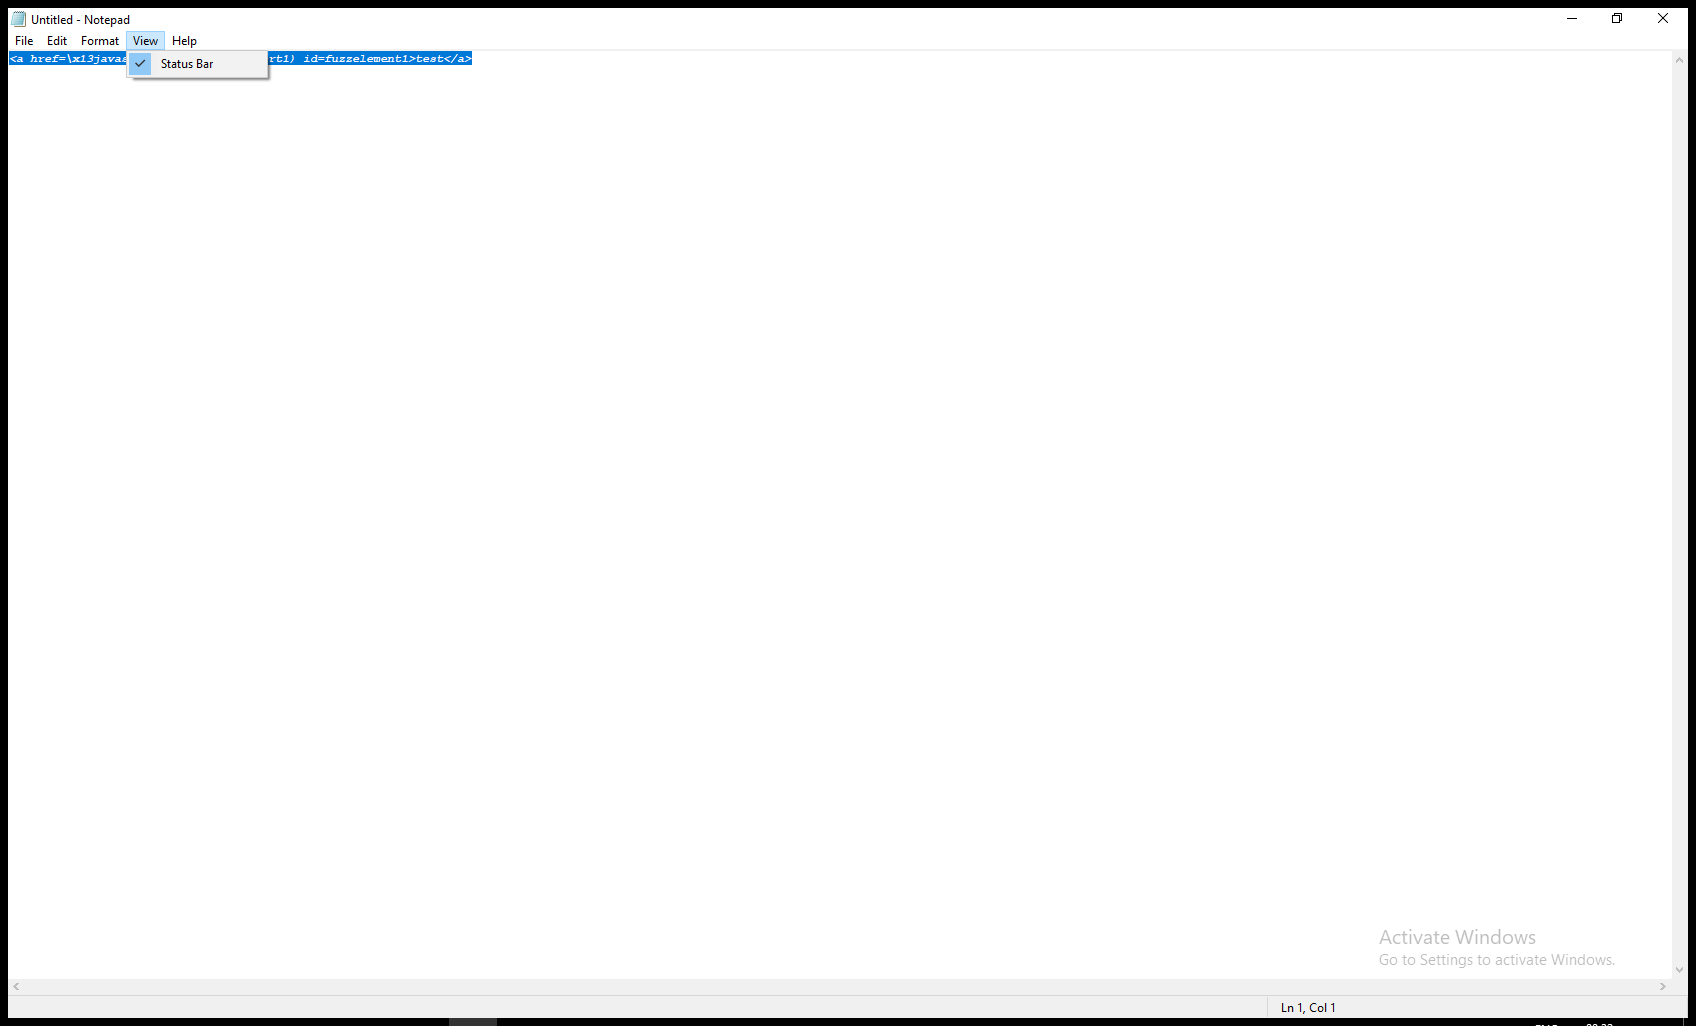 Untitled - Notepad
File Edit Format View Help
<a href=\x13javas rt1) id=fuzzelement1>test</a>
Status Bar
Activate Windows
Go to Settings to activate Windows.
Ln 1, Col 1